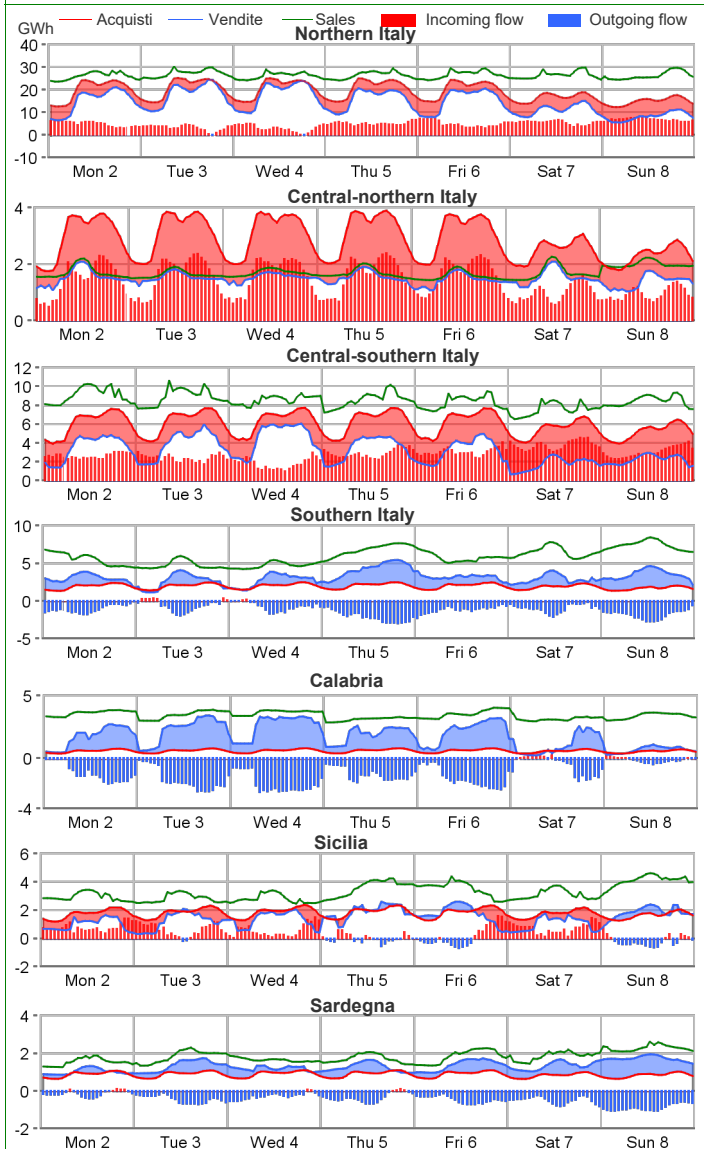 Acquisti Vendite Sales Incoming flow Outgoing flow
GWh
Northern Italy
40
30
20
10
0
-10
Mon 2 Tue 3 Wed 4 Thu 5 Fri 6 Sat 7 Sun 8
Central-northern Italy
4
2
0
Mon 2 Tue 3 Wed 4 Thu 5 Fri 6 Sat 7 Sun 8
Central-southern Italy
12
10
8
6
4
2
0
Mon 2 Tue 3 Wed 4 Thu 5 Fri 6 Sat 7 Sun 8
Southern Italy
10
5
0
-5
Mon 2 Tue 3 Wed 4 Thu 5 Fri 6 Sat 7 Sun 8
Calabria
5
0
-4
Mon 2 Tue 3 Wed 4 Thu 5 Fri 6 Sat 7 Sun 8
Sicilia
6
4
2
0
-2
Mon 2 Tue 3 Wed 4 Thu 5 Fri 6 Sat 7 Sun 8
Sardegna
4
2
0
-2
Mon 2 Tue 3 Wed 4 Thu 5 Fri 6 Sat 7 Sun 8